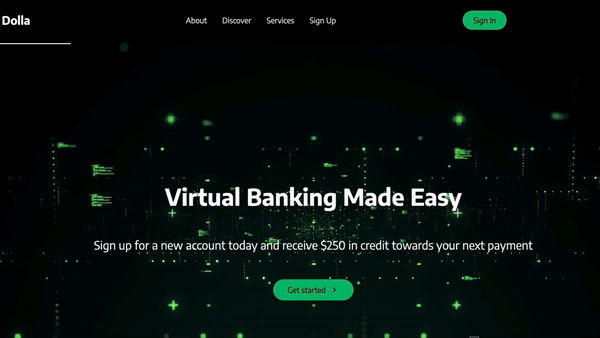 Dolla
About
Discover
Services
Sign Up
Sign In
Virtual Banking Made Easy
Sign up for a new account today and receive $250 in credit towards your next payment
Get started